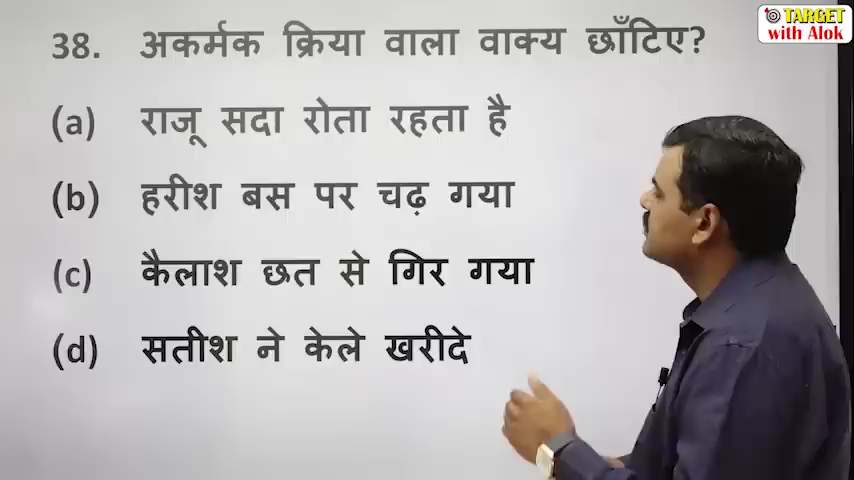 TARGET
with Alok
38. अकर्मक क्रिया वाला वाक्य छाँटिए?
(a) राजू सदा रोता रहता है
(b) हरीश बस पर चढ़ गया
(c) कैलाश छत से गिर गया
(d) सतीश ने केले खरीदे